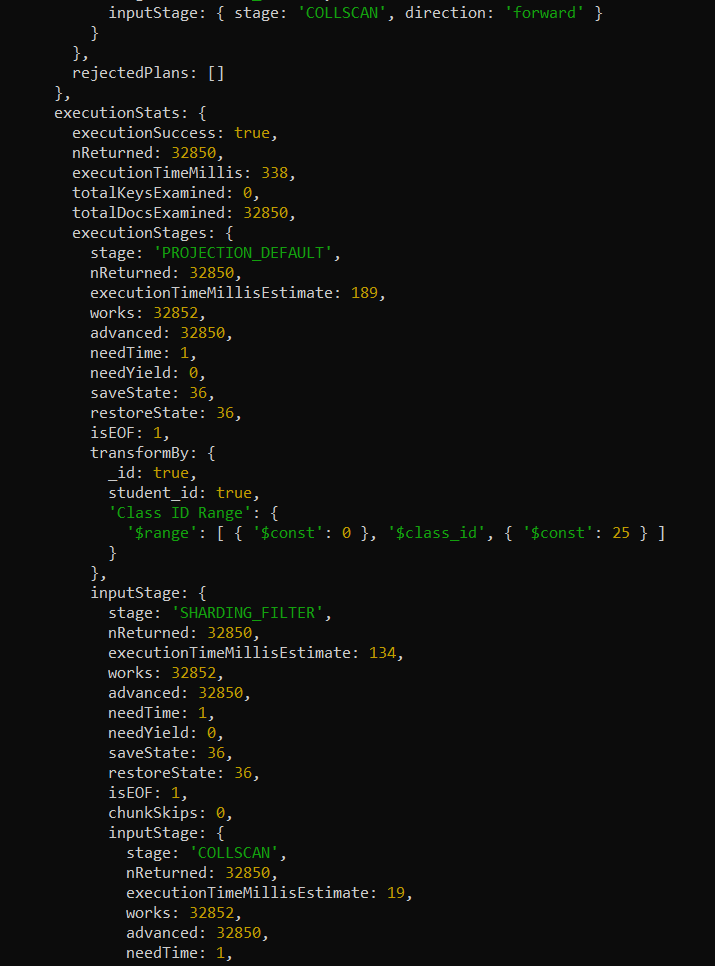 inputStage: { stage: 'COLLSCAN', direction: 'forward' }
}
},
rejectedPlans: []
},
executionStats: {
executionSuccess: true,
nReturned: 32850,
executionTimeMillis: 338,
totalKeysExamined: 0,
totalDocsExamined: 32850,
executionStages: {
stage: 'PROJECTION_DEFAULT',
nReturned: 32850,
executionTimeMillisEstimate: 189,
works: 32852,
advanced: 32850,
needTime: 1,
needYield: 0,
saveState: 36,
restoreState: 36,
isEOF: 1,
transformBy: {
_id: true,
student_id: true,
'Class ID Range': {
'$range': [ { '$const': 0 }, '$class_id', { '$const': 25 } ]
}
},
inputStage: {
stage: 'SHARDING_FILTER',
nReturned: 32850,
executionTimeMillisEstimate: 134,
works: 32852,
advanced: 32850,
needTime: 1,
needYield: 0,
saveState: 36,
restoreState: 36,
isEOF: 1,
chunkSkips: 0,
inputStage: {
stage: 'COLLSCAN',
nReturned: 32850,
executionTimeMillisEstimate: 19,
works: 32852,
advanced: 32850,
needTime: 1,